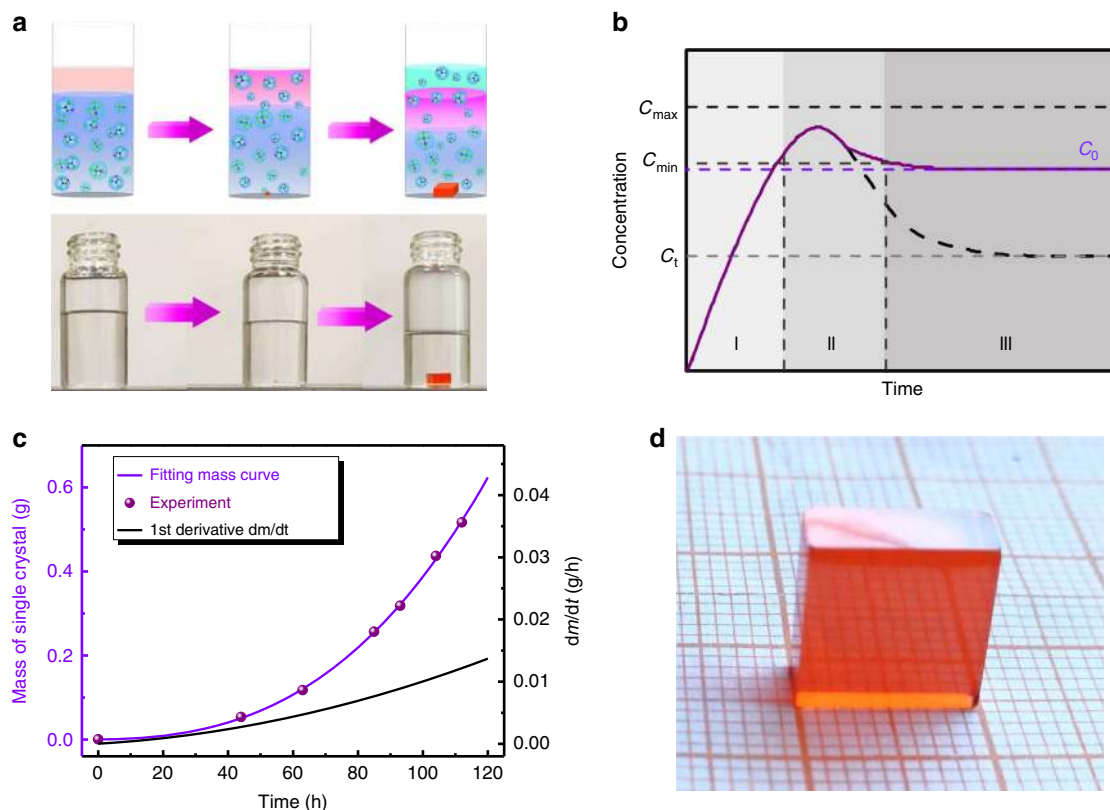 a
b
C_max
C_min
C_0
C_t
Concentration
I
II
III
Time
c
Fitting mass curve
Experiment
1st derivative dm/dt
0.6
0.4
0.2
0.0
Mass of single crystal (g)
0.04
0.03
0.02
0.01
0.00
dm/dt (g/h)
0 20 40 60 80 100 120
Time (h)
d